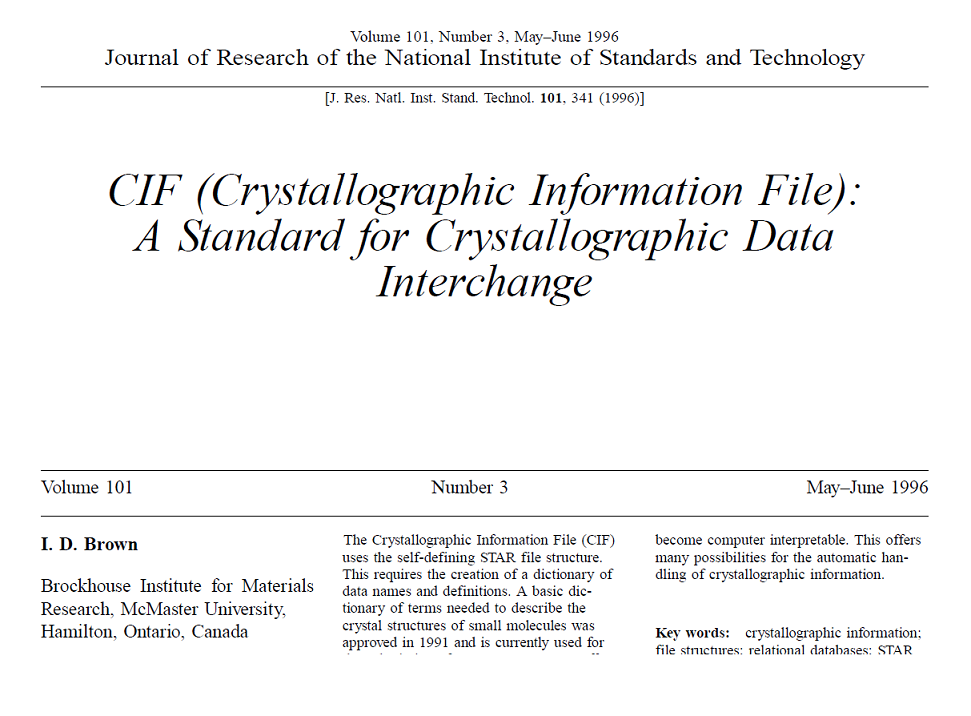 Volume 101, Number 3, May–June 1996
Journal of Research of the National Institute of Standards and Technology
[J. Res. Natl. Inst. Stand. Technol. 101, 341 (1996)]
CIF (Crystallographic Information File):
A Standard for Crystallographic Data
Interchange
Volume 101 Number 3 May–June 1996
I. D. Brown
Brockhouse Institute for Materials
Research, McMaster University,
Hamilton, Ontario, Canada
The Crystallographic Information File (CIF)
uses the self-defining STAR file structure.
This requires the creation of a dictionary of
data names and definitions. A basic dic-
tionary of terms needed to describe the
crystal structures of small molecules was
approved in 1991 and is currently used for
become computer interpretable. This offers
many possibilities for the automatic han-
dling of crystallographic information.
Key words: crystallographic information;
file structures; relational databases; STAR